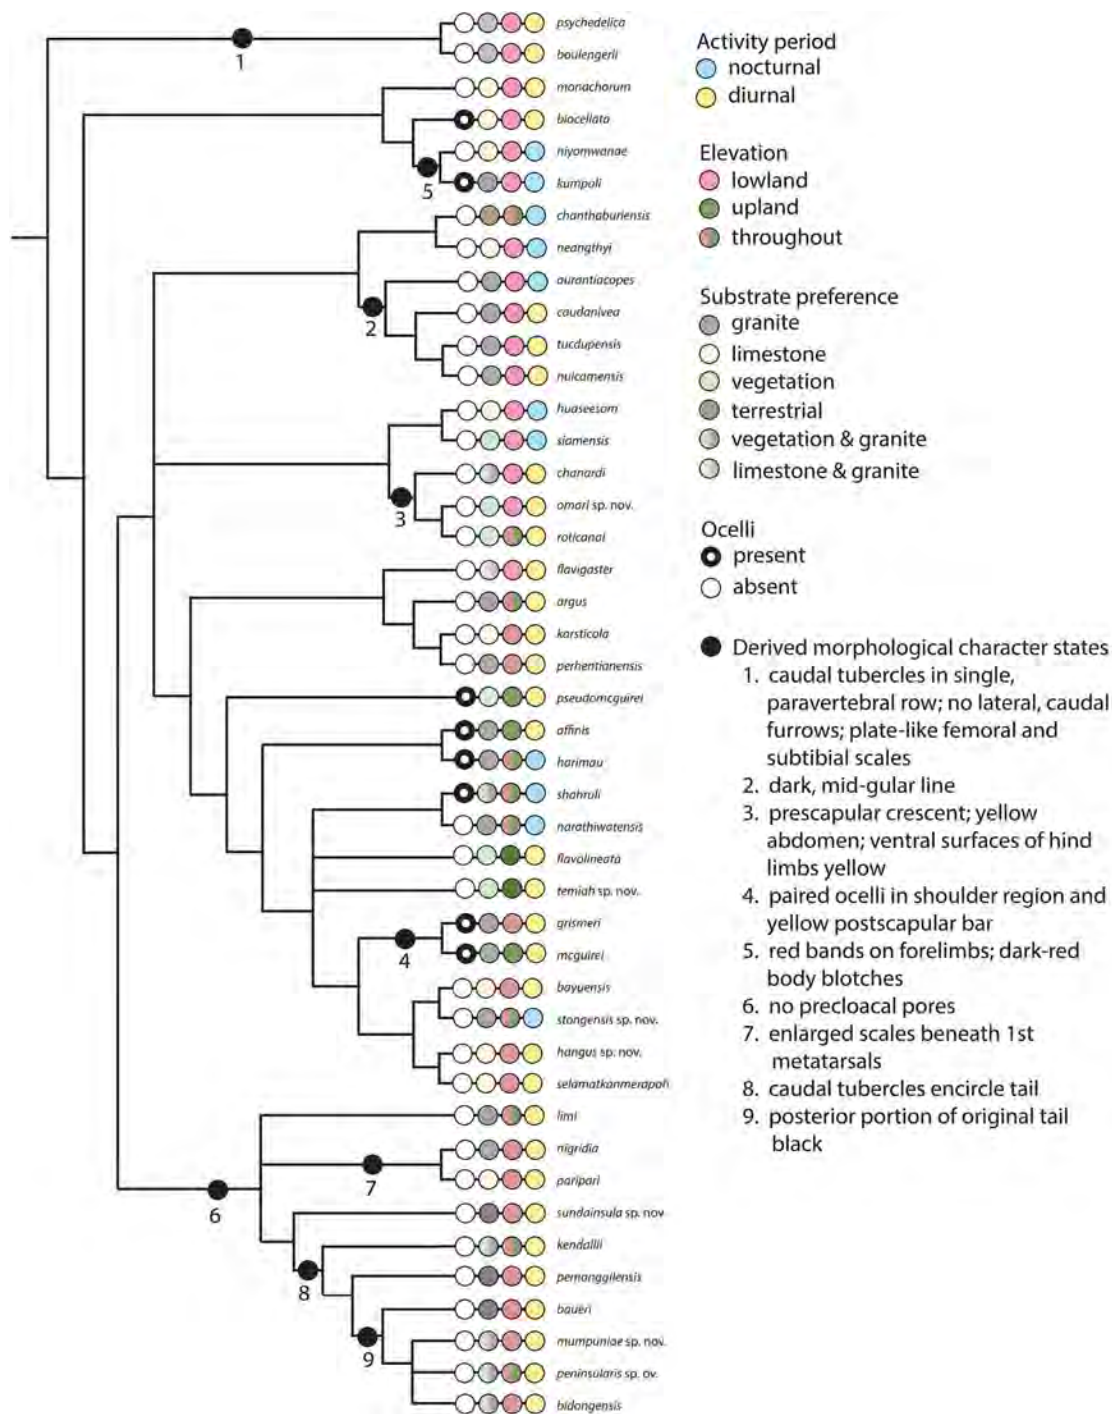 psychedelica
boulengerii
monachorum
biocellata
niyomwanae
kumpoli
chanthaburiensis
neangthyi
aurantiacopes
caudanivea
tucdupensis
nuicamensis
huaseesom
siamensis
chanardi
omari sp. nov.
roticanai
flavigaster
argus
karsticola
perhentianensis
pseudomcguirei
affinis
harimau
shahruli
narathiwatensis
flavolineata
temiah sp. nov.
grismeri
mcguirei
bayuensis
stongensis sp. nov.
hangus sp. nov.
selamatkanmerapoh
limi
nigridia
paripari
sundainsula sp. nov
kendallii
pemanggilensis
baueri
mumpuniae sp. nov.
peninsularis sp. ov.
bidongensis
1
5
2
3
4
6
7
8
9
Activity period
nocturnal
diurnal
Elevation
lowland
upland
throughout
Substrate preference
granite
limestone
vegetation
terrestrial
vegetation & granite
limestone & granite
Ocelli
present
absent
Derived morphological character states
1. caudal tubercles in single,
paravertebral row; no lateral, caudal
furrows; plate-like femoral and
subtibial scales
2. dark, mid-gular line
3. prescapular crescent; yellow
abdomen; ventral surfaces of hind
limbs yellow
4. paired ocelli in shoulder region and
yellow postscapular bar
5. red bands on forelimbs; dark-red
body blotches
6. no precloacal pores
7. enlarged scales beneath 1st
metatarsals
8. caudal tubercles encircle tail
9. posterior portion of original tail
black